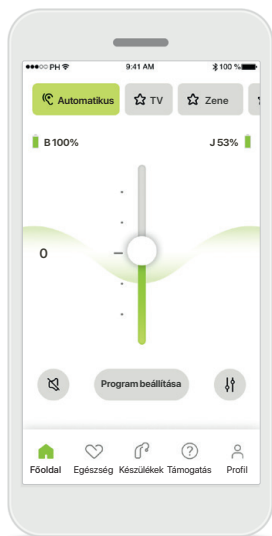 ●●●○○ PH 9:41 AM 100 %
Automatikus TV Zene
B 100% J 53%
0
Program beállítása
Főoldal Egészség Készülékek Támogatás Profil